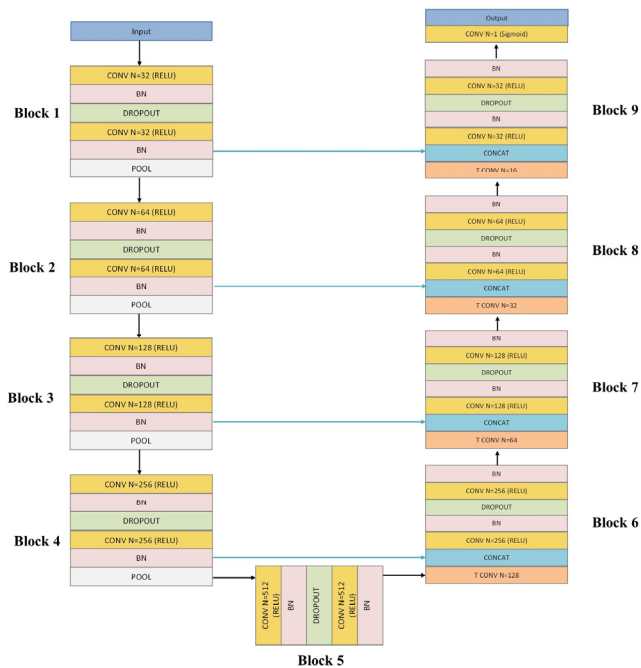 Input
Block 1
CONV N=32 (RELU)
BN
DROPOUT
CONV N=32 (RELU)
BN
POOL
Block 2
CONV N=64 (RELU)
BN
DROPOUT
CONV N=64 (RELU)
BN
POOL
Block 3
CONV N=128 (RELU)
BN
DROPOUT
CONV N=128 (RELU)
BN
POOL
Block 4
CONV N=256 (RELU)
BN
DROPOUT
CONV N=256 (RELU)
BN
POOL
CONV N=512
(RELU)
BN
DROPOUT
CONV N=512
(RELU)
BN
Block 5
Output
CONV N=1 (Sigmoid)
BN
CONV N=32 (RELU)
DROPOUT
BN
CONV N=32 (RELU)
CONCAT
T CONV N=16
Block 9
BN
CONV N=64 (RELU)
DROPOUT
BN
CONV N=64 (RELU)
CONCAT
T CONV N=32
Block 8
BN
CONV N=128 (RELU)
DROPOUT
BN
CONV N=128 (RELU)
CONCAT
T CONV N=64
Block 7
BN
CONV N=256 (RELU)
DROPOUT
BN
CONV N=256 (RELU)
CONCAT
T CONV N=128
Block 6